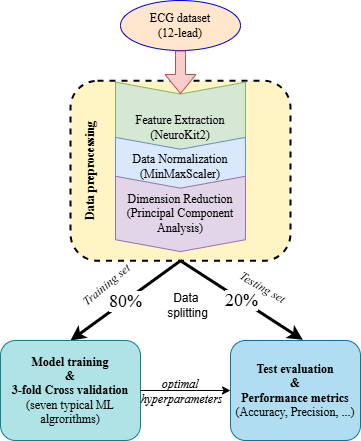 ECG dataset
(12-lead)
Data preprocessing
Feature Extraction
(NeuroKit2)
Data Normalization
(MinMaxScaler)
Dimension Reduction
(Principal Component
Analysis)
Training set
80%
Data
splitting
Testing set
20%
Model training
&
3-fold Cross validation
(seven typical ML
algorithms)
optimal
hyperparameters
Test evaluation
&
Performance metrics
(Accuracy, Precision, ...)